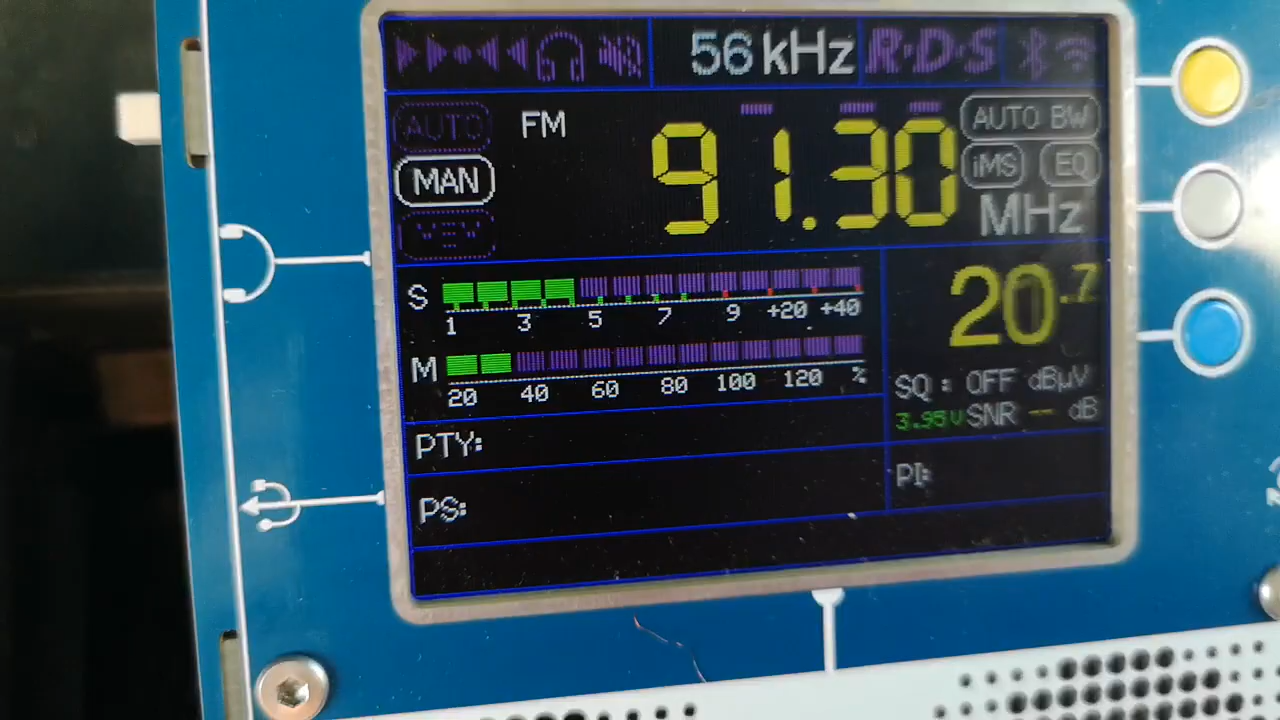 56 kHz R·D·S
AUTO FM 91.30 AUTO BW
MAN iMS EQ
MHz
S
1 3 5 7 9 +20 +40
20.7
M
20 40 60 80 100 120 %
SQ : OFF dBµV
3.95V SNR -- dB
PTY:
PI:
PS: